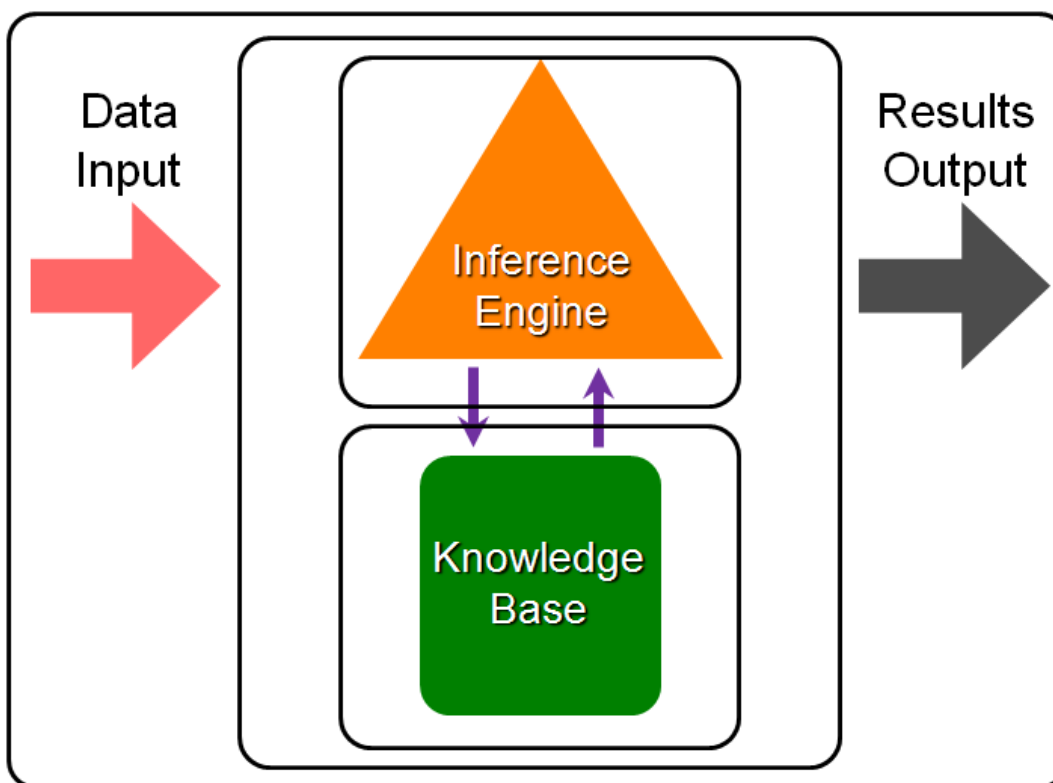 Data
Input
Inference
Engine
Knowledge
Base
Results
Output